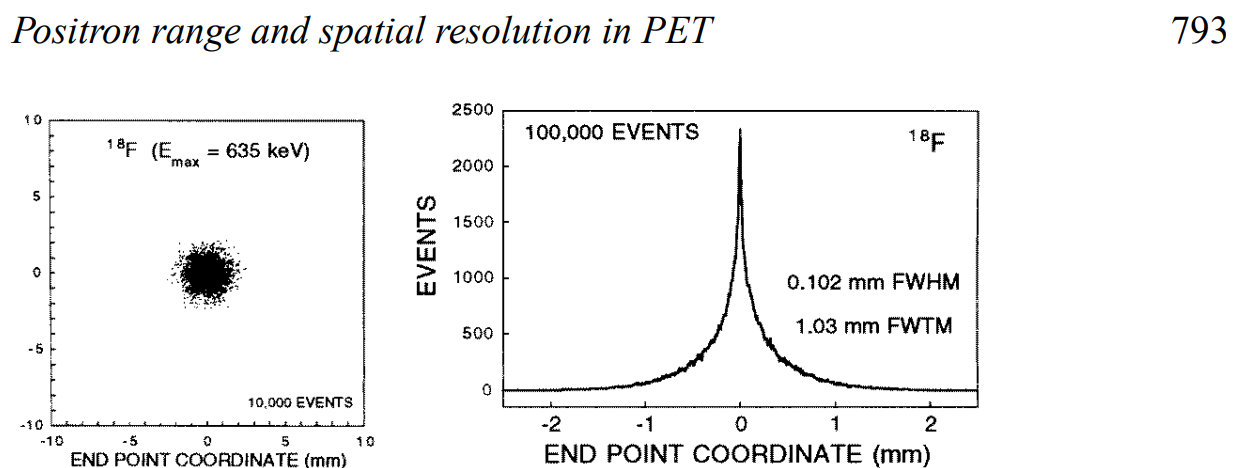 Positron range and spatial resolution in PET 793
10
5
0
-5
-10
18F (Emax = 635 keV)
10,000 EVENTS
-10 -5 0 5 10
END POINT COORDINATE (mm)
EVENTS
2500
2000
1500
1000
500
0
100,000 EVENTS
18F
0.102 mm FWHM
1.03 mm FWTM
-2 -1 0 1 2
END POINT COORDINATE (mm)